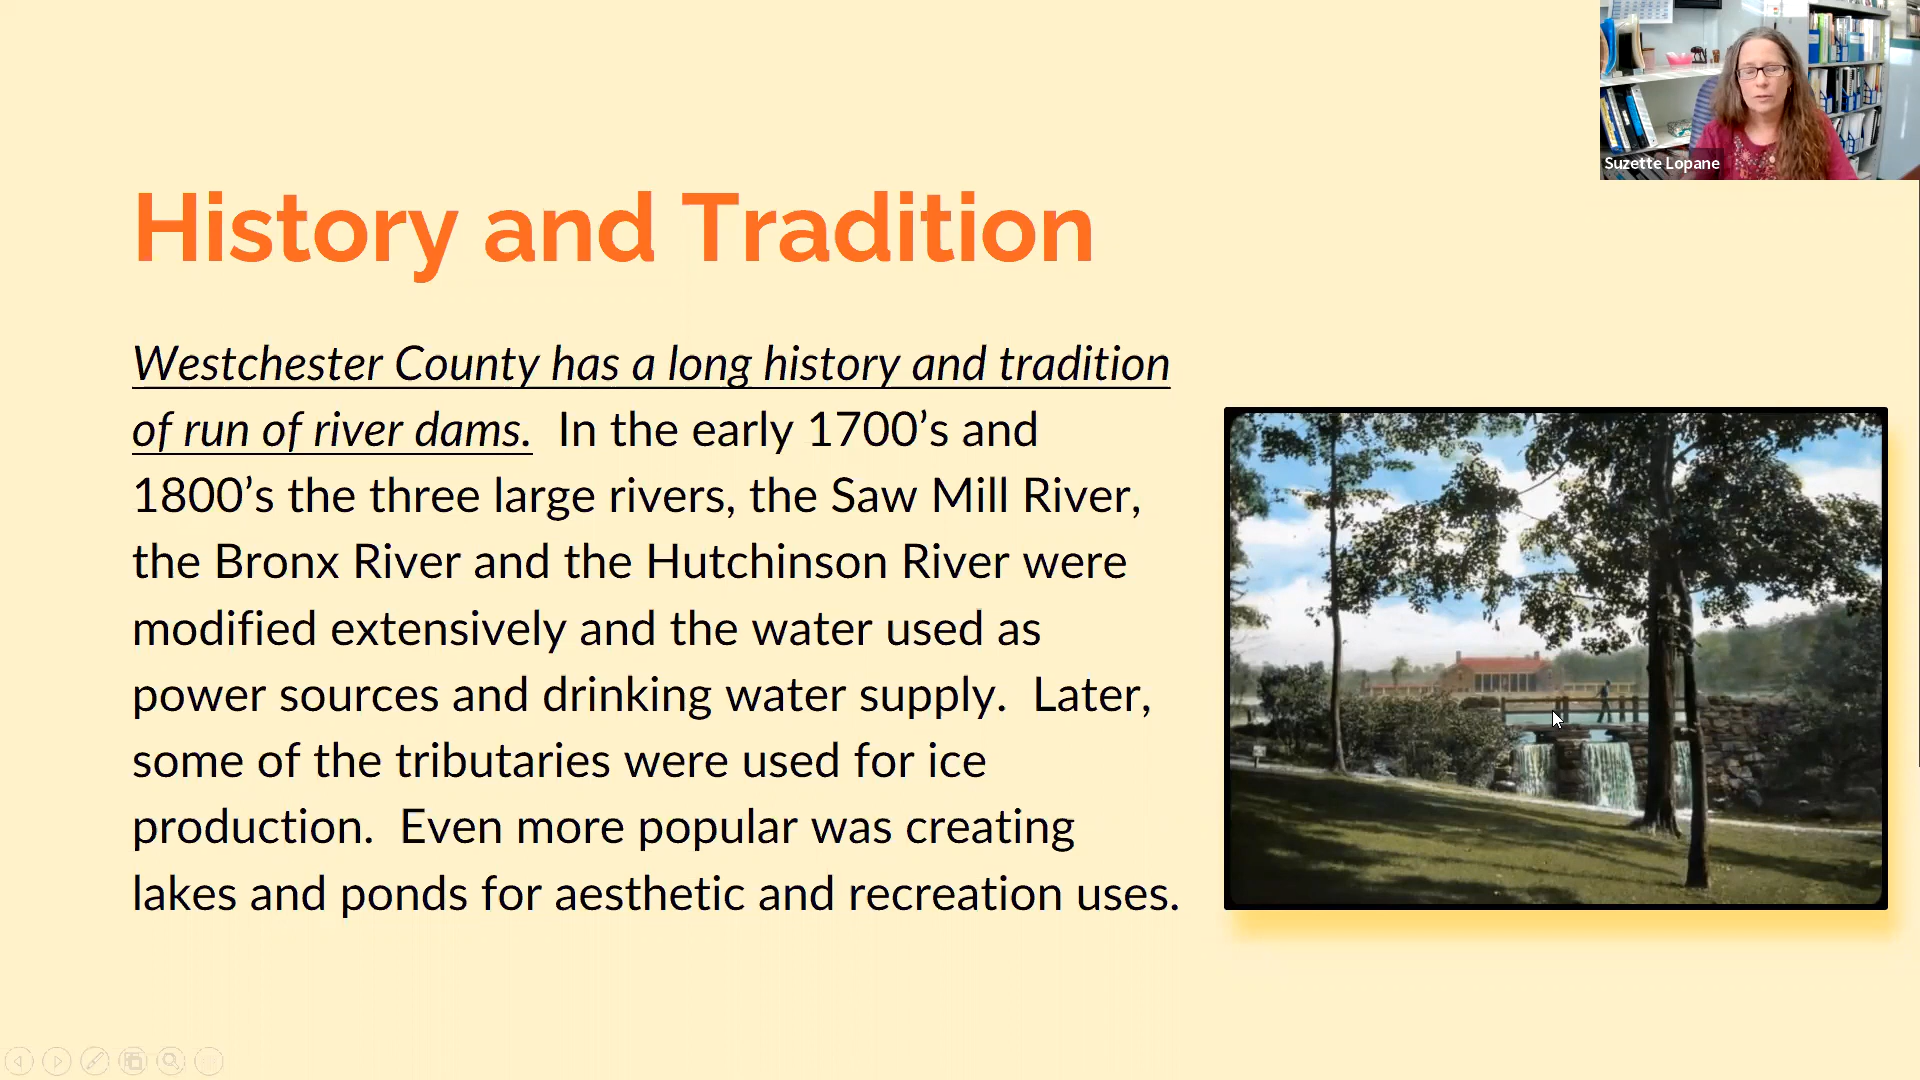 Suzette Lopane
History and Tradition
Westchester County has a long history and tradition
of run of river dams.  In the early 1700’s and
1800’s the three large rivers, the Saw Mill River,
the Bronx River and the Hutchinson River were
modified extensively and the water used as
power sources and drinking water supply.  Later,
some of the tributaries were used for ice
production.  Even more popular was creating
lakes and ponds for aesthetic and recreation uses.